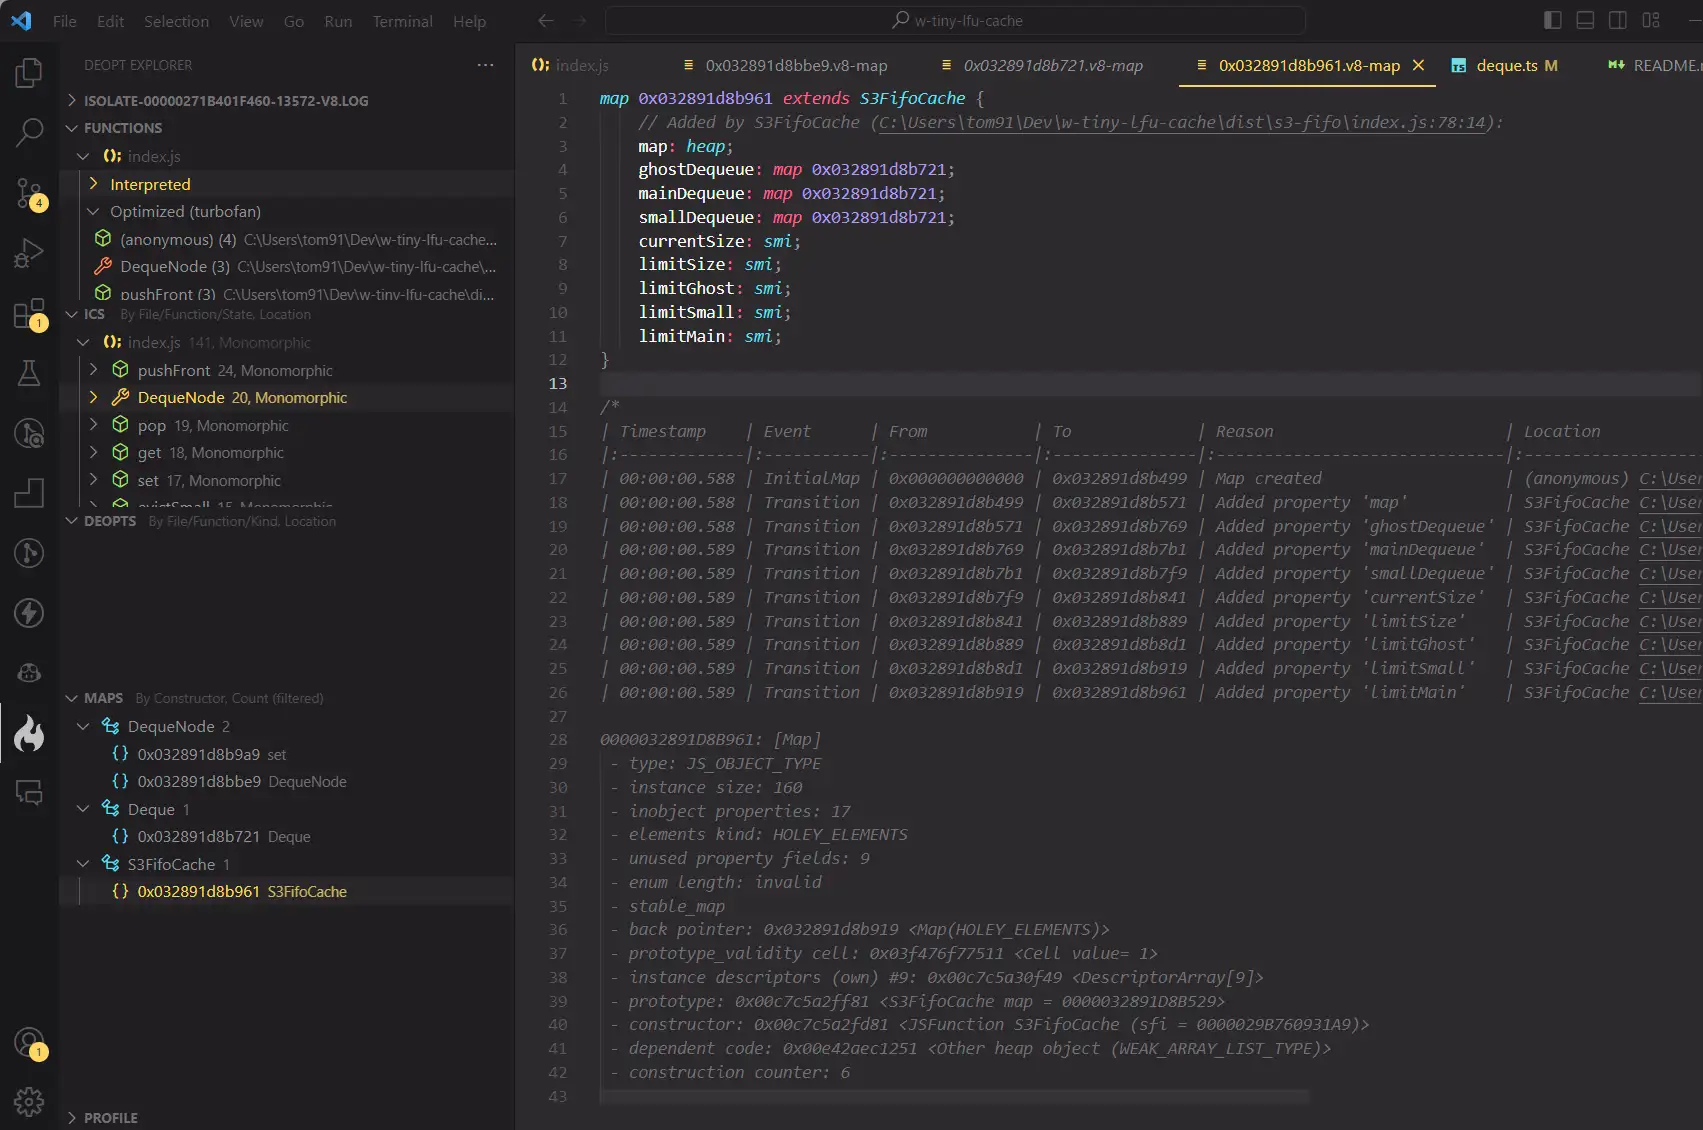 File Edit Selection View Go Run Terminal Help
w-tiny-lfu-cache
DEOPT EXPLORER ...
ISOLATE-00000271B401F460-13572-V8.LOG
FUNCTIONS
index.js
Interpreted
Optimized (turbofan)
(anonymous) (4) C:\Users\tom91\Dev\w-tiny-lfu-cache...
DequeNode (3) C:\Users\tom91\Dev\w-tiny-lfu-cache\...
pushFront (3) C:\Users\tom91\Dev\w-tiny-lfu-cache\di...
ICS By File/Function/State, Location
index.js 141, Monomorphic
pushFront 24, Monomorphic
DequeNode 20, Monomorphic
pop 19, Monomorphic
get 18, Monomorphic
set 17, Monomorphic
evictSmall 15, Monomorphic
DEOPTS By File/Function/Kind, Location
MAPS By Constructor, Count (filtered)
DequeNode 2
{} 0x032891d8b9a9 set
{} 0x032891d8bbe9 DequeNode
Deque 1
{} 0x032891d8b721 Deque
S3FifoCache 1
{} 0x032891d8b961 S3FifoCache
PROFILE
4
1
1
index.js
0x032891d8bbe9.v8-map
0x032891d8b721.v8-map
0x032891d8b961.v8-map
TS deque.ts M
README.
1 map 0x032891d8b961 extends S3FifoCache {
2 // Added by S3FifoCache (C:\Users\tom91\Dev\w-tiny-lfu-cache\dist\s3-fifo\index.js:78:14):
3 map: heap;
4 ghostDequeue: map 0x032891d8b721;
5 mainDequeue: map 0x032891d8b721;
6 smallDequeue: map 0x032891d8b721;
7 currentSize: smi;
8 limitSize: smi;
9 limitGhost: smi;
10 limitSmall: smi;
11 limitMain: smi;
12 }
13
14 /*
15 | Timestamp | Event | From | To | Reason | Location
16 |:-------------|:-----------|:---------------|:---------------|:------------------------------|:------------------
17 | 00:00:00.588 | InitialMap | 0x000000000000 | 0x032891d8b499 | Map created | (anonymous) C:\User
18 | 00:00:00.588 | Transition | 0x032891d8b499 | 0x032891d8b571 | Added property 'map' | S3FifoCache C:\User
19 | 00:00:00.588 | Transition | 0x032891d8b571 | 0x032891d8b769 | Added property 'ghostDequeue' | S3FifoCache C:\User
20 | 00:00:00.589 | Transition | 0x032891d8b769 | 0x032891d8b7b1 | Added property 'mainDequeue' | S3FifoCache C:\User
21 | 00:00:00.589 | Transition | 0x032891d8b7b1 | 0x032891d8b7f9 | Added property 'smallDequeue' | S3FifoCache C:\User
22 | 00:00:00.589 | Transition | 0x032891d8b7f9 | 0x032891d8b841 | Added property 'currentSize' | S3FifoCache C:\User
23 | 00:00:00.589 | Transition | 0x032891d8b841 | 0x032891d8b889 | Added property 'limitSize' | S3FifoCache C:\User
24 | 00:00:00.589 | Transition | 0x032891d8b889 | 0x032891d8b8d1 | Added property 'limitGhost' | S3FifoCache C:\User
25 | 00:00:00.589 | Transition | 0x032891d8b8d1 | 0x032891d8b919 | Added property 'limitSmall' | S3FifoCache C:\User
26 | 00:00:00.589 | Transition | 0x032891d8b919 | 0x032891d8b961 | Added property 'limitMain' | S3FifoCache C:\User
27
28 0000032891D8B961: [Map]
29 - type: JS_OBJECT_TYPE
30 - instance size: 160
31 - inobject properties: 17
32 - elements kind: HOLEY_ELEMENTS
33 - unused property fields: 9
34 - enum length: invalid
35 - stable_map
36 - back pointer: 0x032891d8b919 <Map(HOLEY_ELEMENTS)>
37 - prototype_validity cell: 0x03f476f77511 <Cell value= 1>
38 - instance descriptors (own) #9: 0x00c7c5a30f49 <DescriptorArray[9]>
39 - prototype: 0x00c7c5a2ff81 <S3FifoCache map = 0000032891D8B529>
40 - constructor: 0x00c7c5a2fd81 <JSFunction S3FifoCache (sfi = 0000029B760931A9)>
41 - dependent code: 0x00e42aec1251 <Other heap object (WEAK_ARRAY_LIST_TYPE)>
42 - construction counter: 6
43